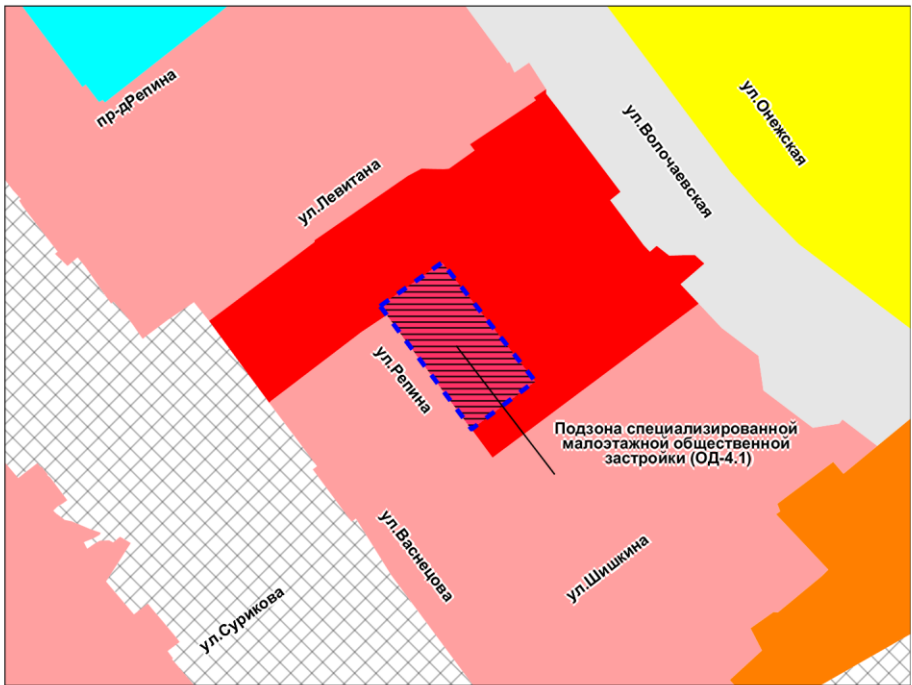 пр-дРепина
ул.Левитана
ул.Волочаевская
ул.Онежская
ул.Репина
Подзона специализированной
малоэтажной общественной
застройки (ОД-4.1)
ул.Васнецова
ул.Шишкина
ул.Сурикова